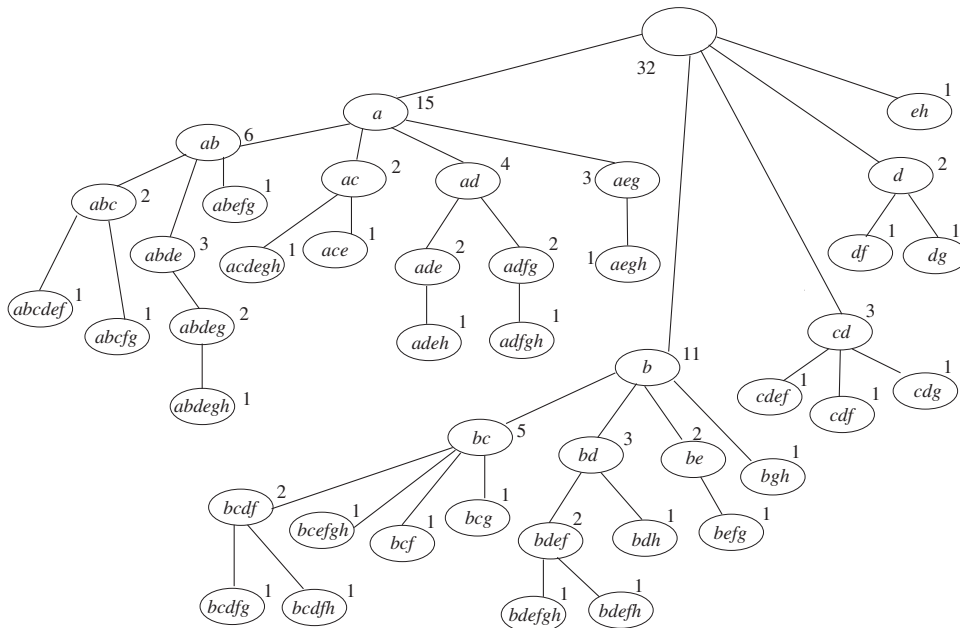 32
eh 1
a 15
ab 6
d 2
ac 2
ad 4
3 aeg
abc 2
abefg 1
abde 3
df 1
dg 1
acdegh 1
ace 1
ade 2
adfg 2
1 aegh
abcdef 1
abcfg 1
abdeg 2
adeh 1
adfgh 1
cd 3
b 11
cdef 1
cdf 1
cdg 1
abdegh 1
bc 5
bd 3
be 2
bgh 1
bcdf 2
bcefgh 1
bcf 1
bcg 1
bdef 2
bdh 1
befg 1
bcdfg 1
bcdfh 1
bdefgh 1
bdefh 1